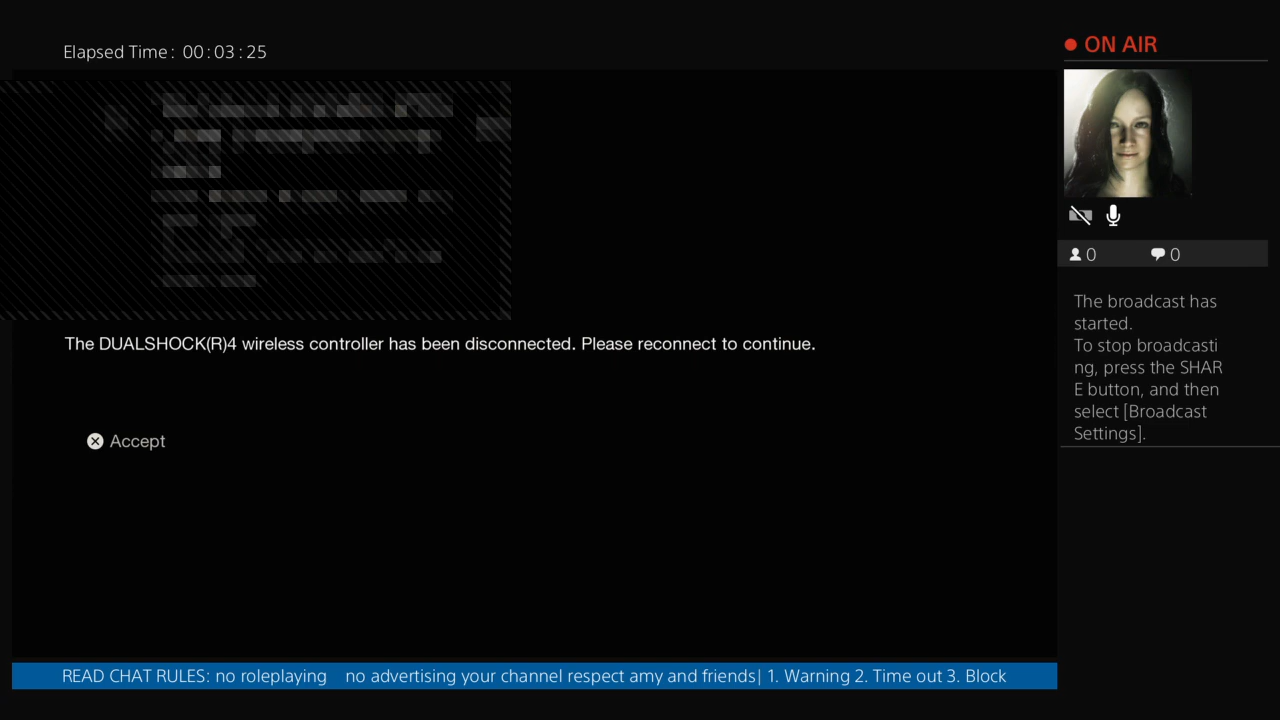 Elapsed Time: 00:03:25
ON AIR
0 0
The broadcast has
started.
To stop broadcasti
ng, press the SHAR
E button, and then
select [Broadcast
Settings].
The DUALSHOCK(R)4 wireless controller has been disconnected. Please reconnect to continue.
Accept
READ CHAT RULES: no roleplaying no advertising your channel respect amy and friends| 1. Warning 2. Time out 3. Block